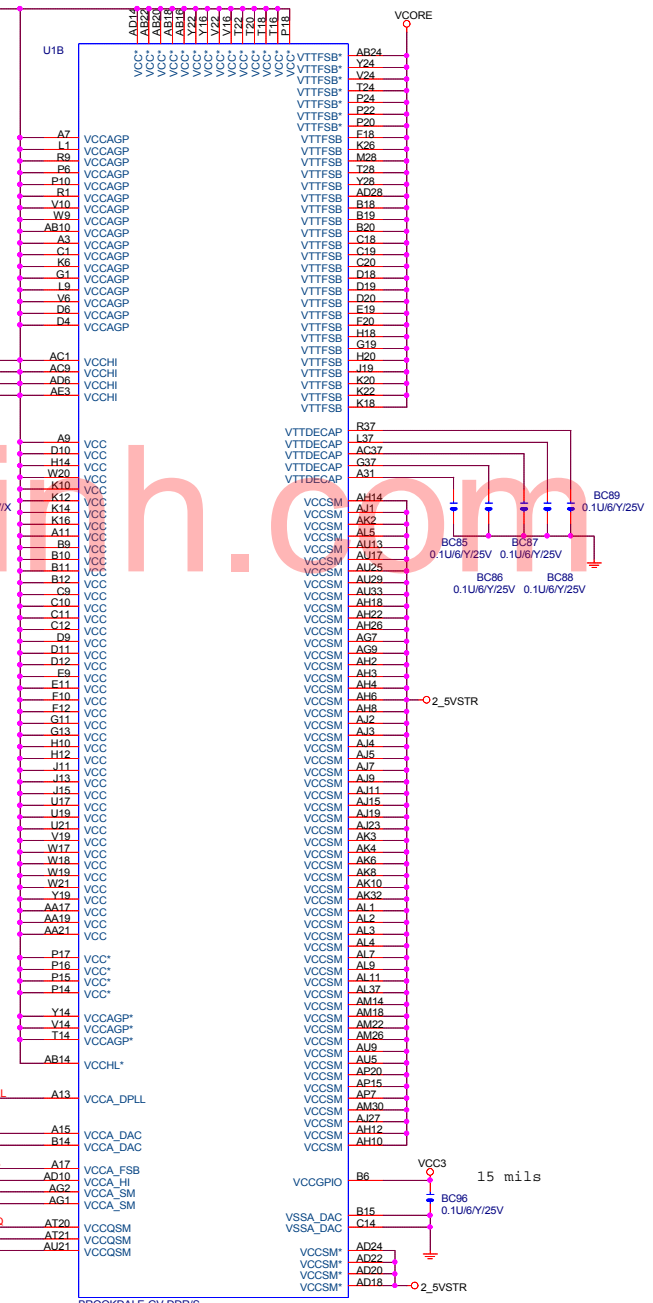 U1B
AD14 VCC*
AB22 VCC*
AB20 VCC*
AB18 VCC*
AB16 VCC*
Y22 VCC*
Y16 VCC*
V22 VCC*
V16 VCC*
T22 VCC*
T20 VCC*
T18 VCC*
T16 VCC*
P18 VCC*
A7 VCCAGP
L1 VCCAGP
R9 VCCAGP
P6 VCCAGP
P10 VCCAGP
R1 VCCAGP
V10 VCCAGP
W9 VCCAGP
AB10 VCCAGP
A3 VCCAGP
C1 VCCAGP
K6 VCCAGP
G1 VCCAGP
L9 VCCAGP
V6 VCCAGP
D6 VCCAGP
D4 VCCAGP
AC1 VCCHI
AC9 VCCHI
AD6 VCCHI
AE3 VCCHI
A9 VCC
D10 VCC
H14 VCC
W20 VCC
K10 VCC
K12 VCC
/X
K14 VCC
K16 VCC
A11 VCC
B9 VCC
B10 VCC
B11 VCC
B12 VCC
C9 VCC
C10 VCC
C11 VCC
C12 VCC
D9 VCC
D11 VCC
D12 VCC
E9 VCC
E11 VCC
F10 VCC
F12 VCC
G11 VCC
G13 VCC
H10 VCC
H12 VCC
J11 VCC
J13 VCC
J15 VCC
U17 VCC
U19 VCC
U21 VCC
V19 VCC
W17 VCC
W18 VCC
W19 VCC
W21 VCC
Y19 VCC
AA17 VCC
AA19 VCC
AA21 VCC
P17 VCC*
P16 VCC*
P15 VCC*
P14 VCC*
Y14 VCCAGP*
V14 VCCAGP*
T14 VCCAGP*
AB14 VCCHL*
L
A13 VCCA_DPLL
A15 VCCA_DAC
B14 VCCA_DAC
A17 VCCA_FSB
AD10 VCCA_HI
AG2 VCCA_SM
AG1 VCCA_SM
AT20 VCCQSM
AT21 VCCQSM
AU21 VCCQSM
VCORE
VTTFSB* AB24
VTTFSB* Y24
VTTFSB* V24
VTTFSB* T24
VTTFSB* P24
VTTFSB* P22
VTTFSB* P20
VTTFSB F18
VTTFSB K26
VTTFSB M28
VTTFSB T28
VTTFSB Y28
VTTFSB AD28
VTTFSB B18
VTTFSB B19
VTTFSB B20
VTTFSB C18
VTTFSB C19
VTTFSB C20
VTTFSB D18
VTTFSB D19
VTTFSB D20
VTTFSB E19
VTTFSB F20
VTTFSB H18
VTTFSB G19
VTTFSB H20
VTTFSB J19
VTTFSB K20
VTTFSB K22
VTTFSB K18
VTTDECAP R37
VTTDECAP L37
VTTDECAP AC37
VTTDECAP G37
VTTDECAP A31
BC89
0.1U/6/Y/25V
BC85 BC87
0.1U/6/Y/25V 0.1U/6/Y/25V
BC86 BC88
0.1U/6/Y/25V 0.1U/6/Y/25V
inh.com
VCCSM AH14
VCCSM AJ1
VCCSM AK2
VCCSM AL5
VCCSM AU13
VCCSM AU17
VCCSM AU25
VCCSM AU29
VCCSM AU33
VCCSM AH18
VCCSM AH22
VCCSM AH26
VCCSM AG7
VCCSM AG9
VCCSM AH2
VCCSM AH3
VCCSM AH4
VCCSM AH6
2_5VSTR
VCCSM AH8
VCCSM AJ2
VCCSM AJ3
VCCSM AJ4
VCCSM AJ5
VCCSM AJ7
VCCSM AJ9
VCCSM AJ11
VCCSM AJ15
VCCSM AJ19
VCCSM AJ23
VCCSM AK3
VCCSM AK4
VCCSM AK6
VCCSM AK8
VCCSM AK10
VCCSM AK32
VCCSM AL1
VCCSM AL2
VCCSM AL3
VCCSM AL4
VCCSM AL7
VCCSM AL9
VCCSM AL11
VCCSM AL37
VCCSM AM14
VCCSM AM18
VCCSM AM22
VCCSM AM26
VCCSM AU9
VCCSM AU5
VCCSM AP20
VCCSM AP15
VCCSM AP7
VCCSM AM30
VCCSM AJ27
VCCSM AH12
VCCSM AH10
VCC3
15 mils
VCCGPIO B6
BC96
0.1U/6/Y/25V
VSSA_DAC B15
VSSA_DAC C14
VCCSM* AD24
VCCSM* AD22
VCCSM* AD20
VCCSM* AD18
2_5VSTR